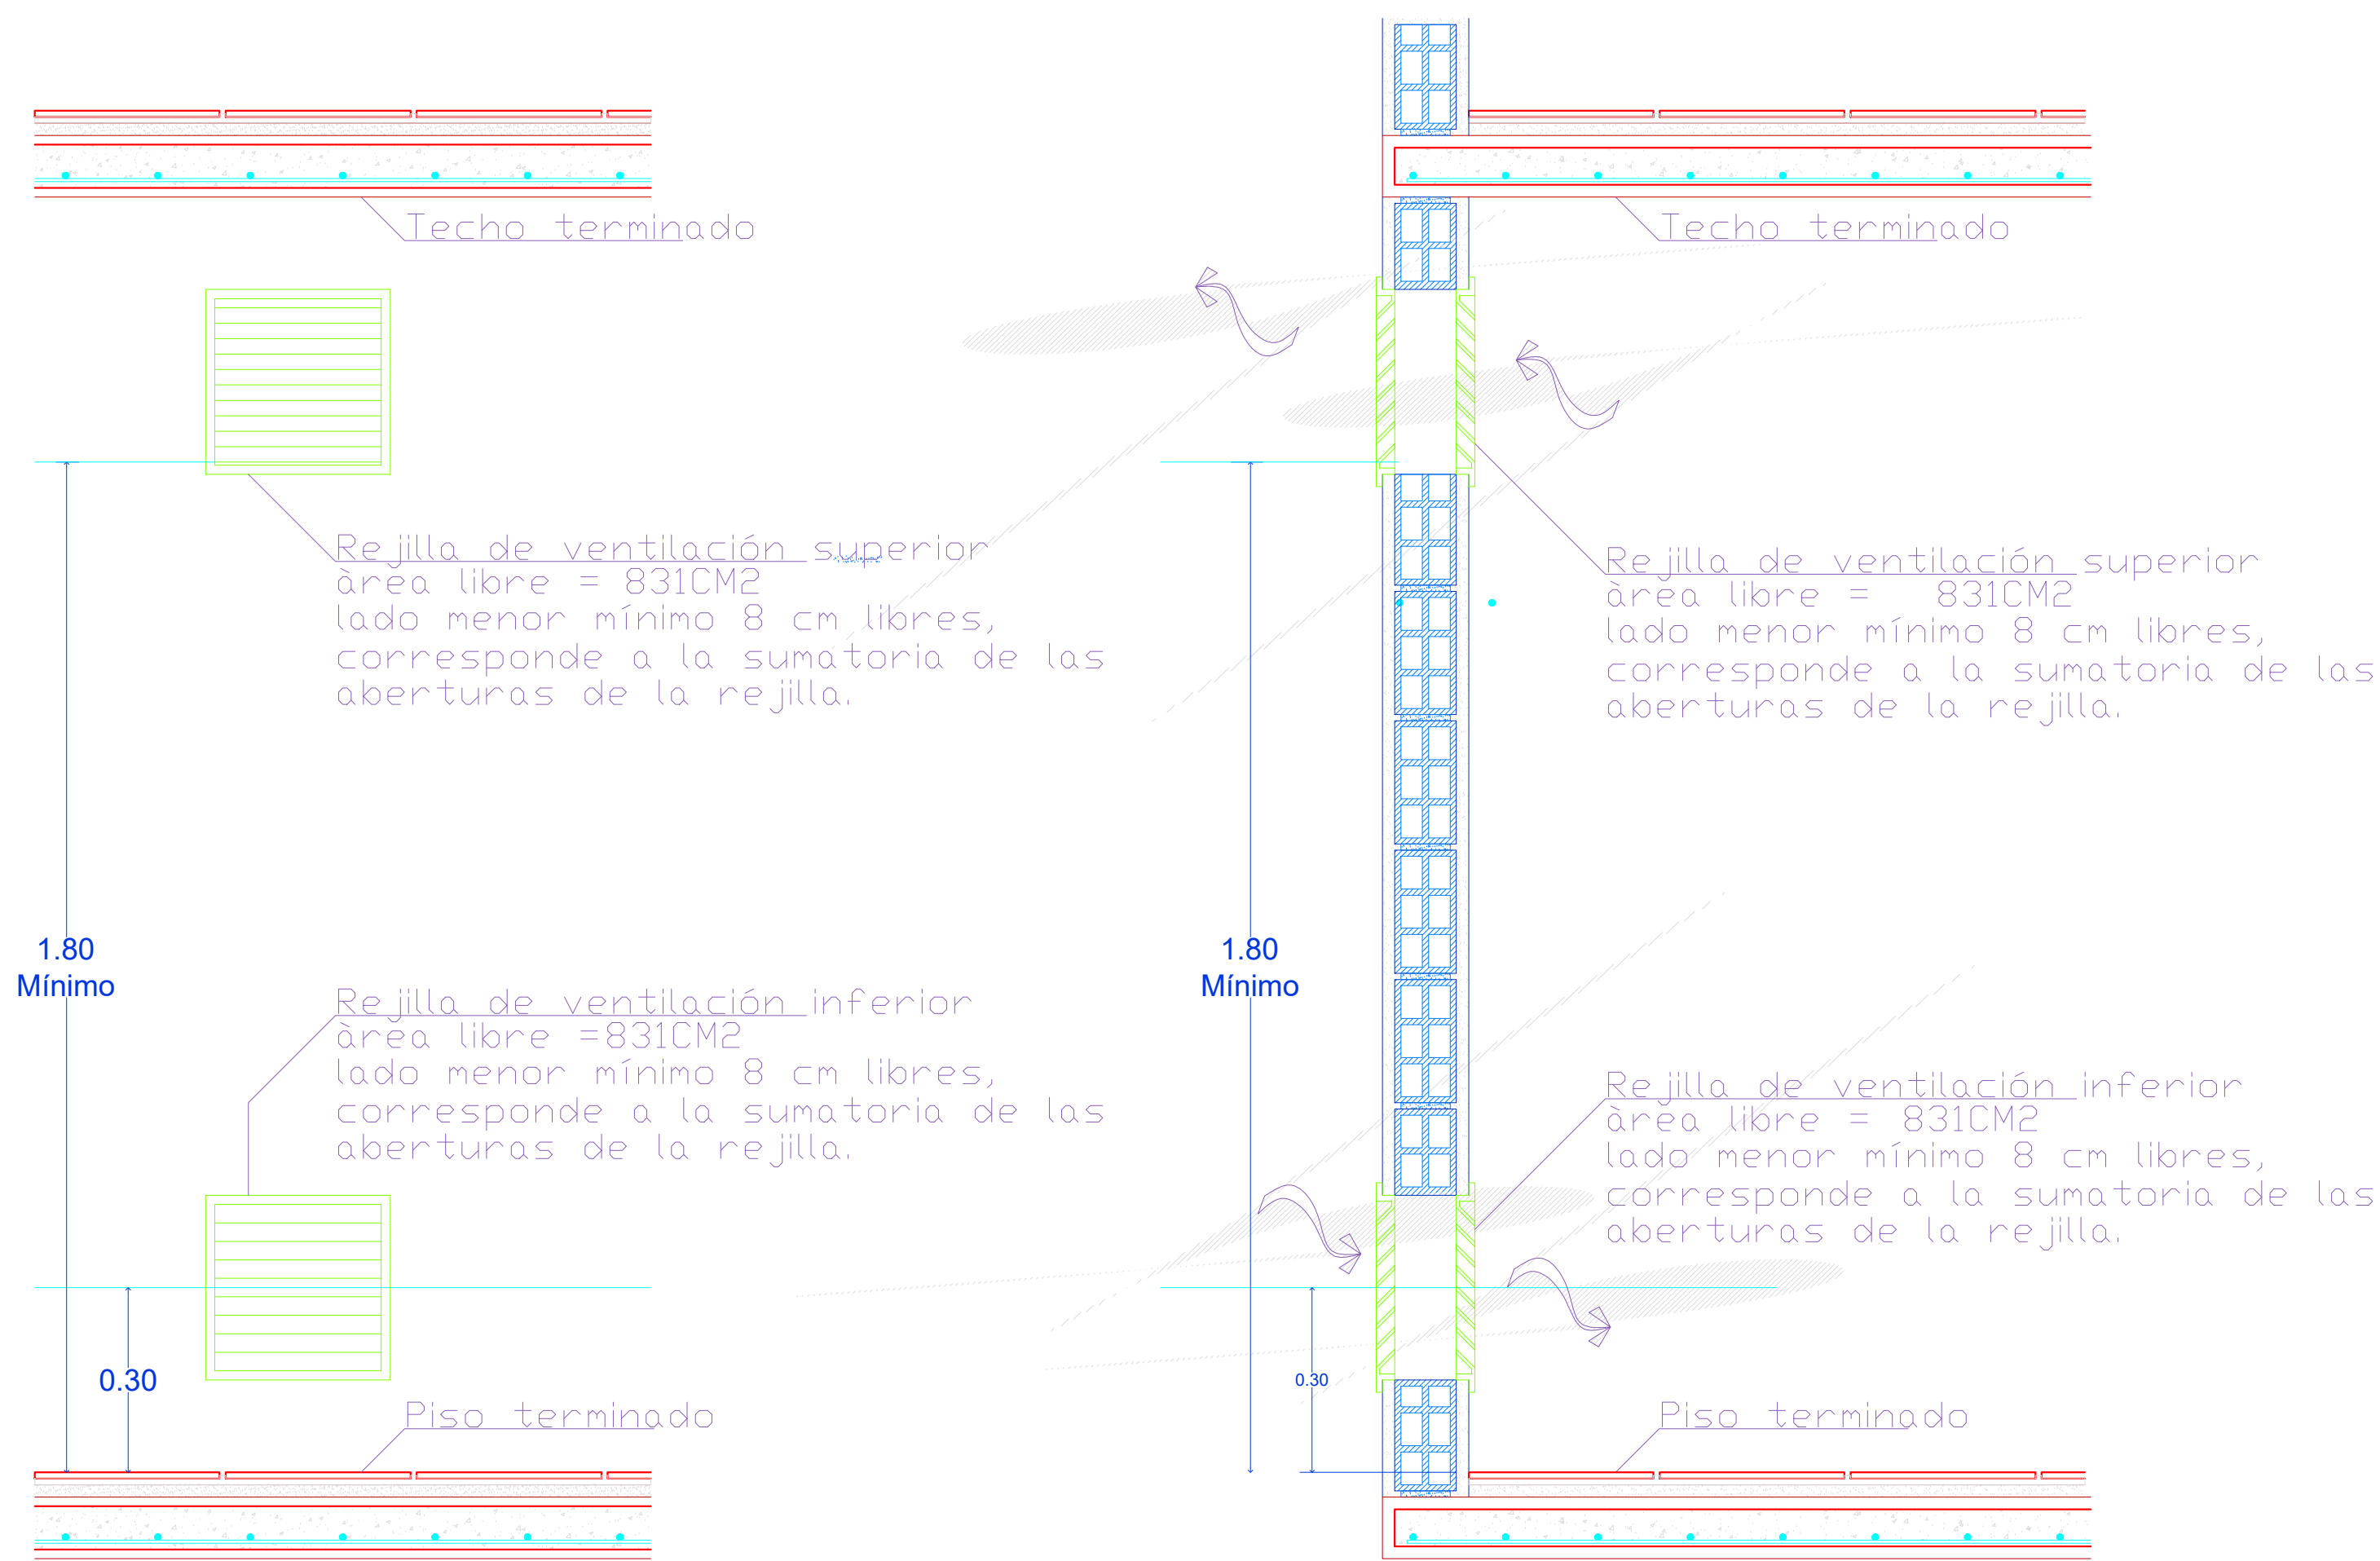 Techo terminado
Rejilla de ventilación superior
àrea libre = 831CM2
lado menor mínimo 8 cm libres,
corresponde a la sumatoria de las
aberturas de la rejilla.
1.80
Mínimo
Rejilla de ventilación inferior
àrea libre =831CM2
lado menor mínimo 8 cm libres,
corresponde a la sumatoria de las
aberturas de la rejilla.
0.30
Piso terminado
Techo terminado
Rejilla de ventilación superior
àrea libre = 831CM2
lado menor mínimo 8 cm libres,
corresponde a la sumatoria de las
aberturas de la rejilla.
1.80
Mínimo
Rejilla de ventilación inferior
àrea libre = 831CM2
lado menor mínimo 8 cm libres,
corresponde a la sumatoria de las
aberturas de la rejilla.
0.30
Piso terminado